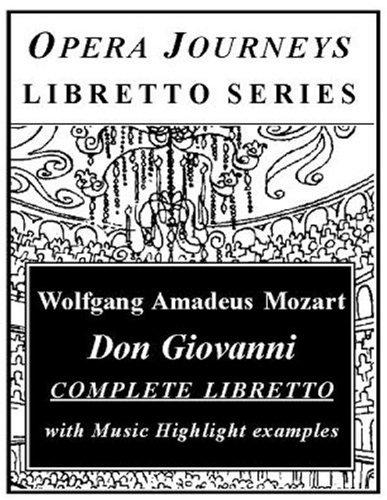 OPERA JOURNEYS
LIBRETTO SERIES
Wolfgang Amadeus Mozart
Don Giovanni
COMPLETE LIBRETTO
with Music Highlight examples